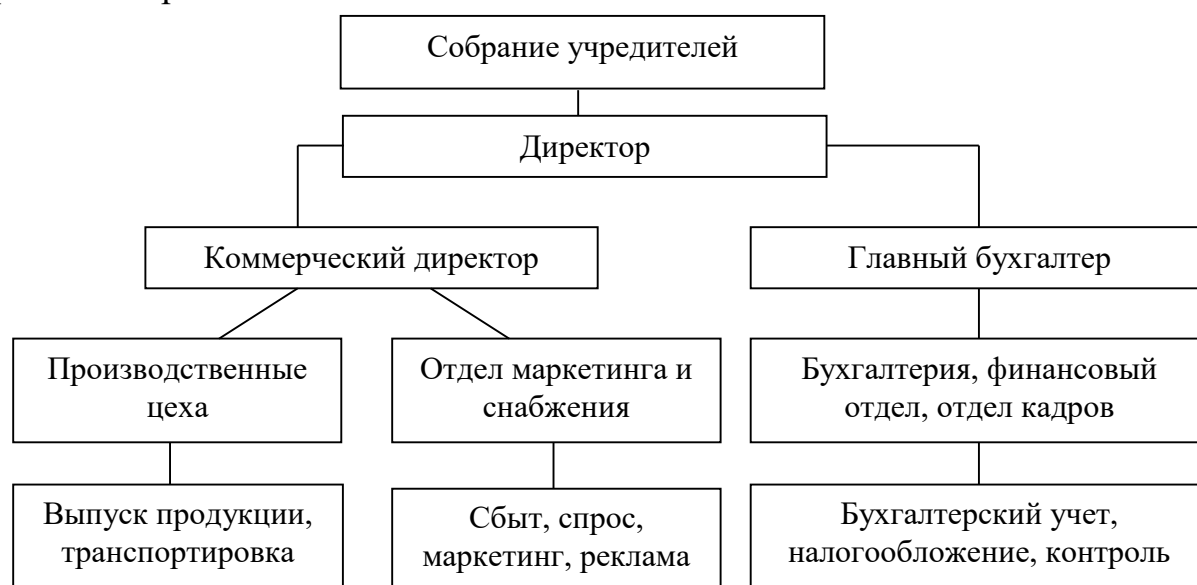 Собрание учредителей
Директор
Коммерческий директор
Главный бухгалтер
Производственные
цеха
Отдел маркетинга и
снабжения
Бухгалтерия, финансовый
отдел, отдел кадров
Выпуск продукции,
транспортировка
Сбыт, спрос,
маркетинг, реклама
Бухгалтерский учет,
налогообложение, контроль